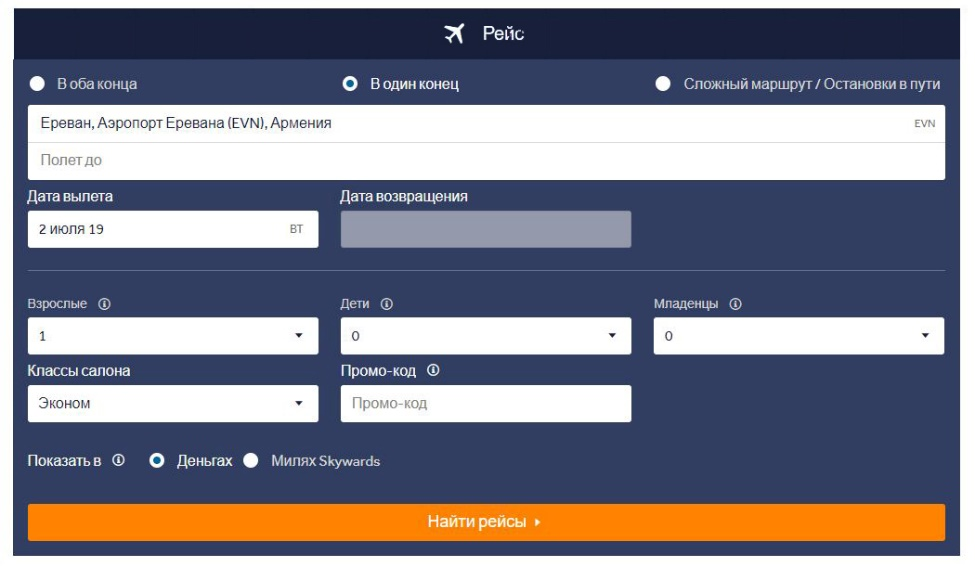 Рейс
В оба конца В один конец Сложный маршрут / Остановки в пути
Ереван, Аэропорт Еревана (EVN), Армения EVN
Полет до
Дата вылета Дата возвращения
2 июля 19 ВТ
Взрослые Дети Младенцы
1 0 0
Классы салона Промо-код
Эконом Промо-код
Показать в Деньгах Милях Skywards
Найти рейсы